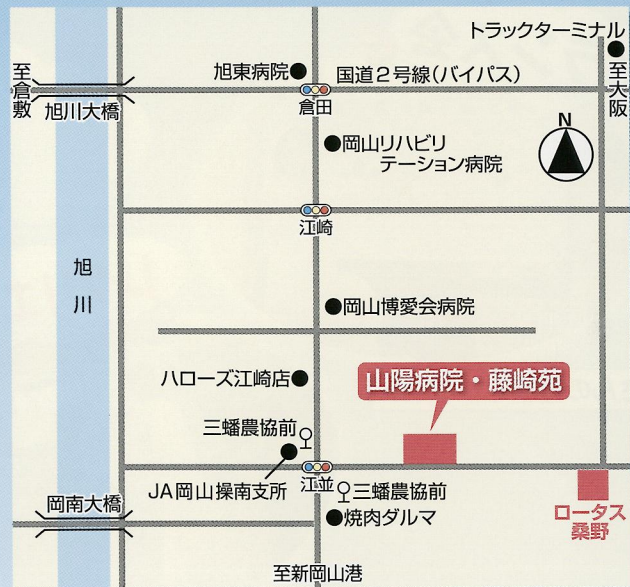 トラックターミナル
至大阪
至倉敷
旭東病院
国道2号線(バイパス)
旭川大橋
倉田
N
岡山リハビリ
テーション病院
江崎
旭川
岡山博愛会病院
ハローズ江崎店
山陽病院・藤崎苑
三蟠農協前
JA岡山操南支所
江並
三蟠農協前
岡南大橋
焼肉ダルマ
ロータス
桑野
至新岡山港